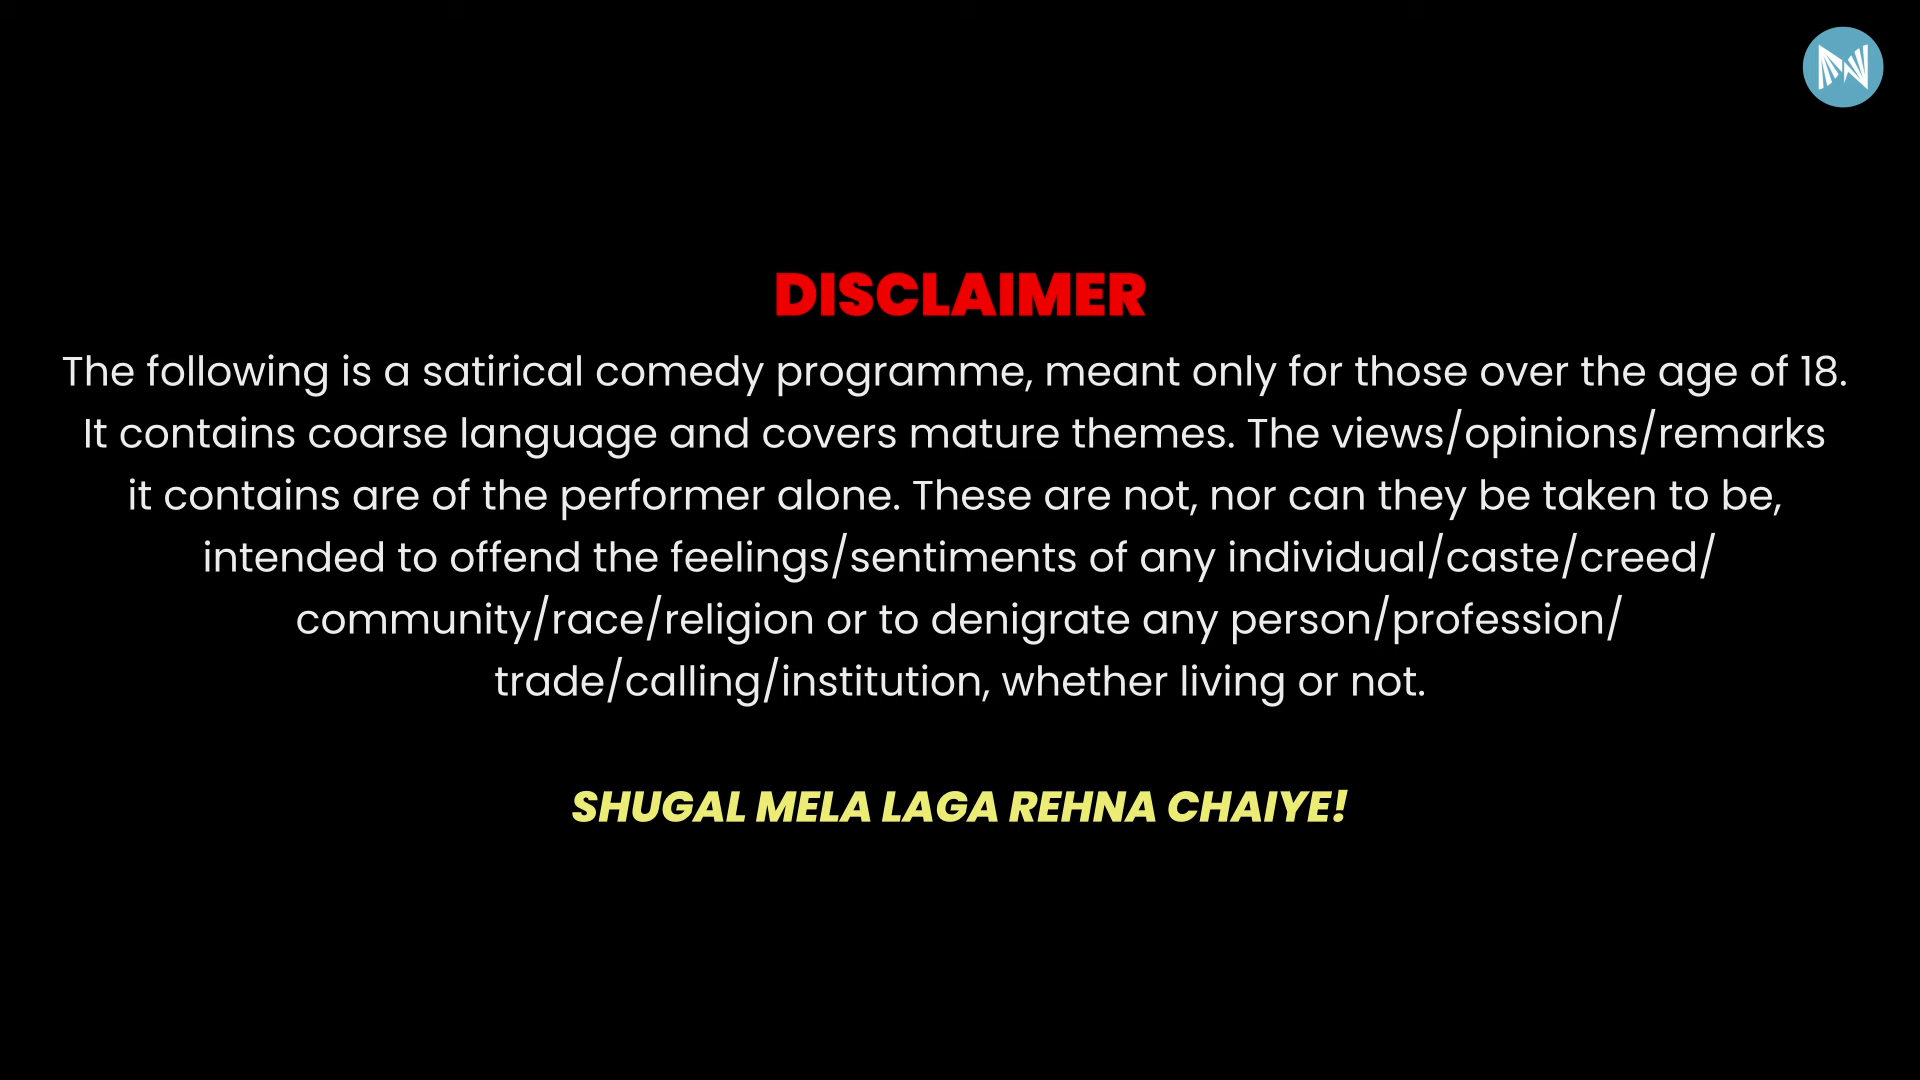 DISCLAIMER
The following is a satirical comedy programme, meant only for those over the age of 18.
It contains coarse language and covers mature themes. The views/opinions/remarks
it contains are of the performer alone. These are not, nor can they be taken to be,
intended to offend the feelings/sentiments of any individual/caste/creed/
community/race/religion or to denigrate any person/profession/
trade/calling/institution, whether living or not.
SHUGAL MELA LAGA REHNA CHAIYE!